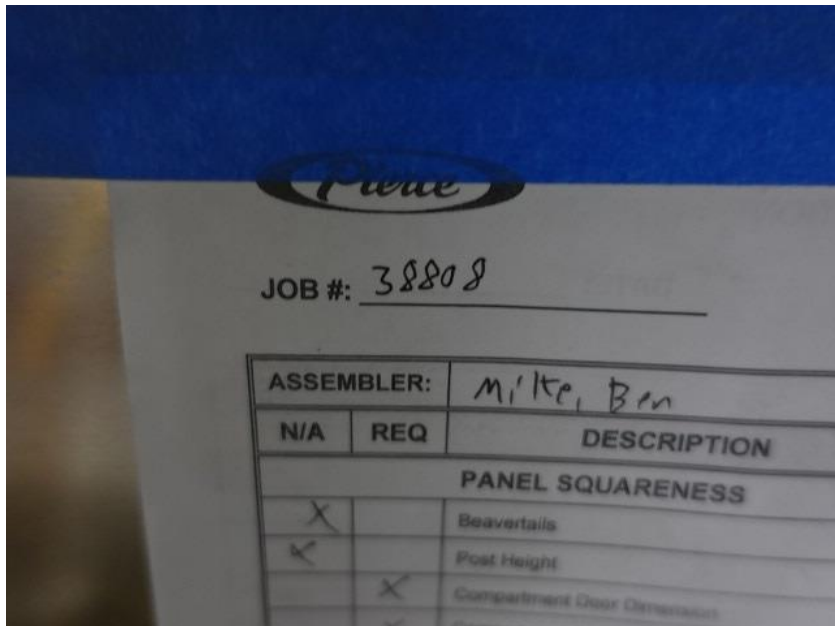 Pierce
JOB #: 38808
ASSEMBLER: Mike, Ben
N/A REQ DESCRIPTION
PANEL SQUARENESS
X Beavertails
X Post Height
X Compartment Door Dimension